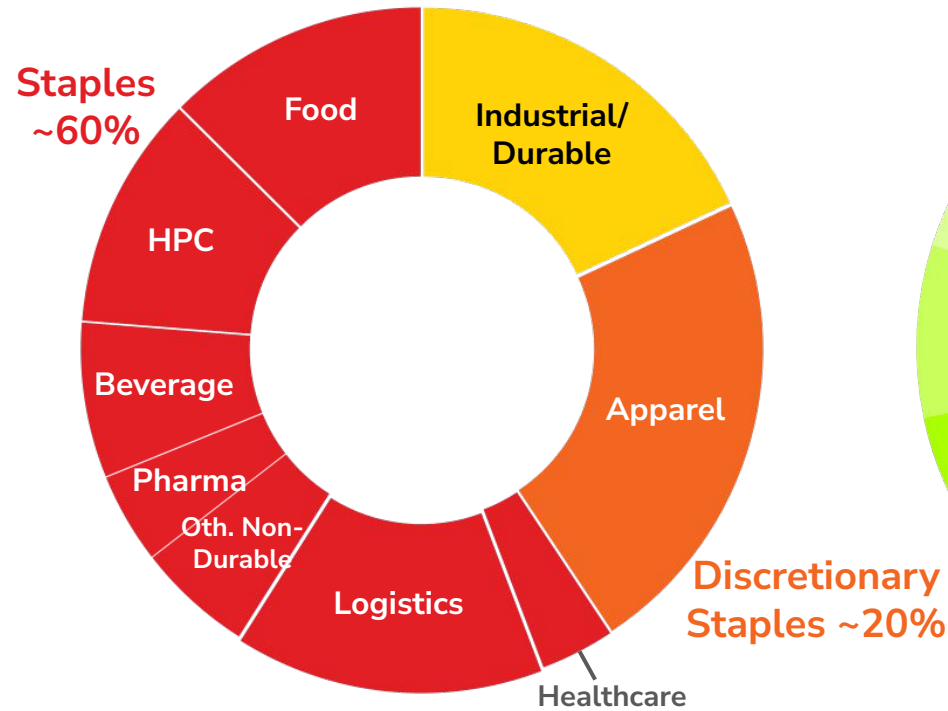 Staples
~60%
Food
Industrial/
Durable
HPC
Beverage
Apparel
Pharma
Oth. Non-
Durable
Logistics
Discretionary
Staples ~20%
Healthcare